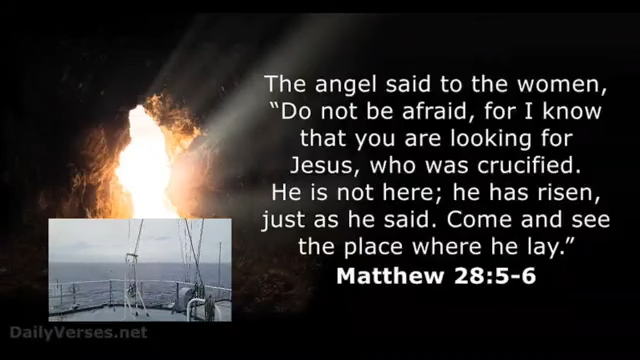 The angel said to the women,
“Do not be afraid, for I know
that you are looking for
Jesus, who was crucified.
He is not here; he has risen,
just as he said. Come and see
the place where he lay.”
Matthew 28:5-6
DailyVerses.net